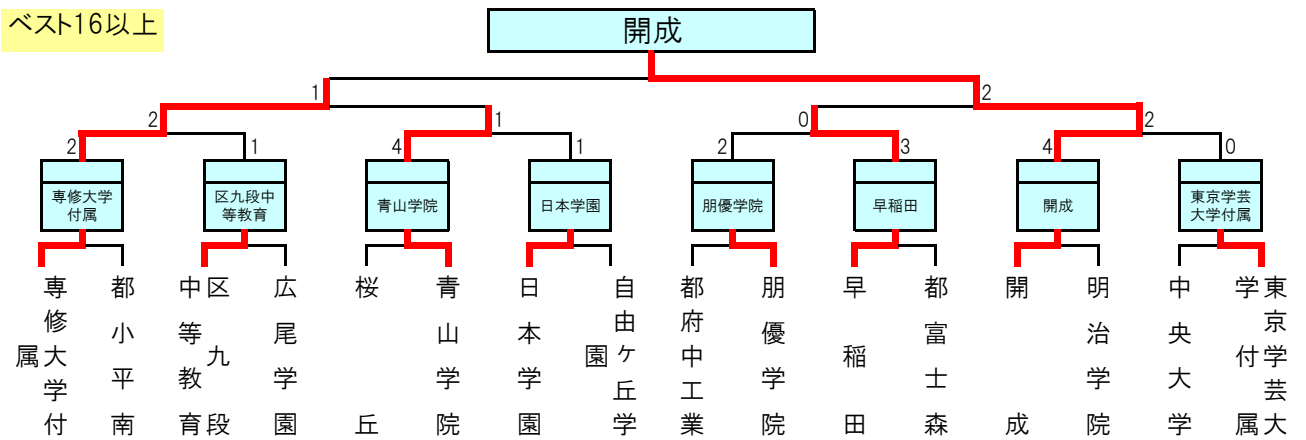 ベスト16以上
開成
1
2
2
1
0
2
2
1
4
1
2
3
4
0
専修大学
付属
区九段中
等教育
青山学院
日本学園
朋優学院
早稲田
開成
東京学芸
大学付属
専修大学付
属
都小平南
区九段
中等教育
広尾学園
桜丘
青山学院
日本学園
自由ケ丘学
園
都府中工業
朋優学院
早稲田
都富士森
開成
明治学院
中央大学
東京学芸大
学付属